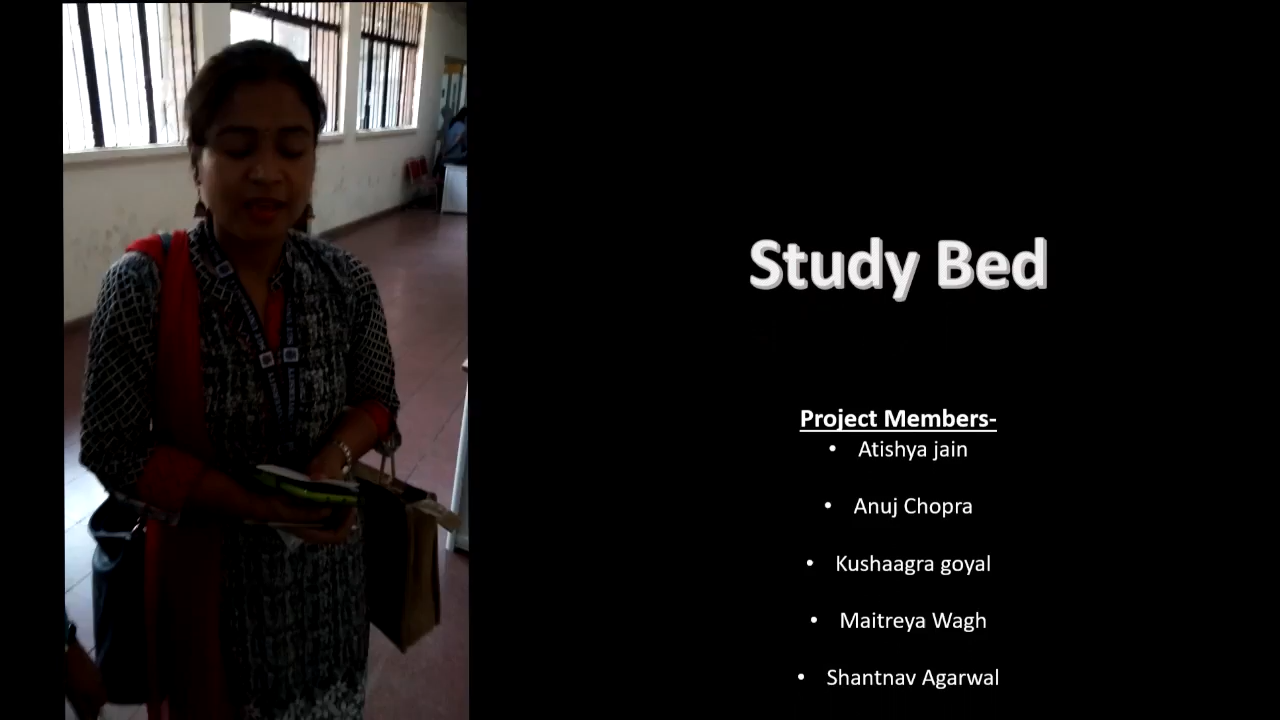 Study Bed
Project Members-
• Atishya jain
• Anuj Chopra
• Kushaagra goyal
• Maitreya Wagh
• Shantnav Agarwal